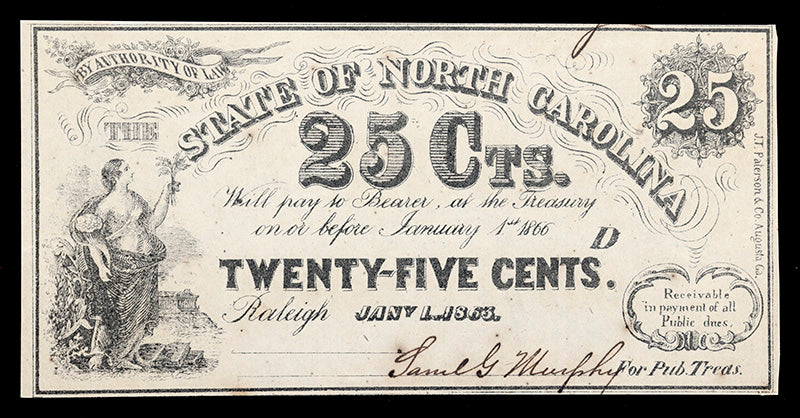 BY AUTHORITY OF LAW
THE
STATE OF NORTH CAROLINA
25
25 CTS.
Will pay to Bearer, at the Treasury
on or before January 1st 1866
D
TWENTY-FIVE CENTS.
Raleigh JANY 1. 1863.
Saml G Murphy For Pub. Treas.
Receivable
in payment of all
Public dues.
J.T. Paterson & Co. Augusta Ga.